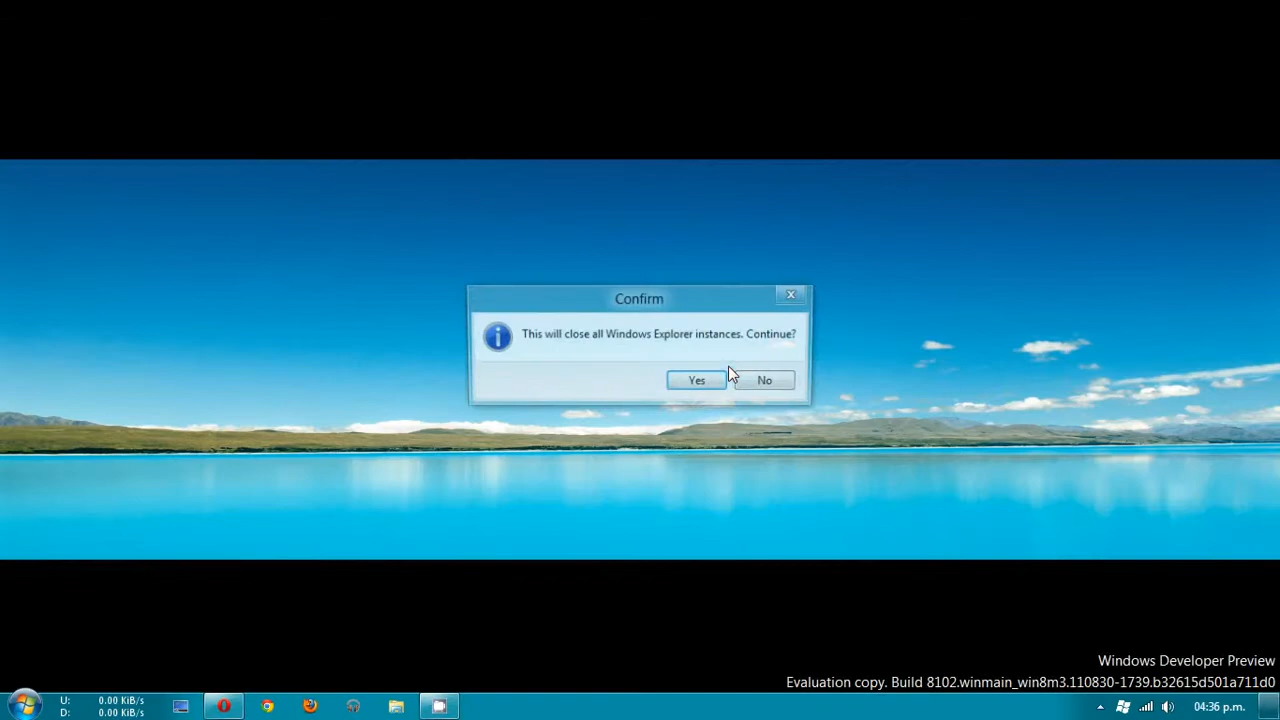 Confirm
This will close all Windows Explorer instances. Continue?
Yes
No
Windows Developer Preview
Evaluation copy. Build 8102.winmain_win8m3.110830-1739.b32615d501a711d0
U: 0.00 KiB/s
D: 0.00 KiB/s
04:36 p.m.